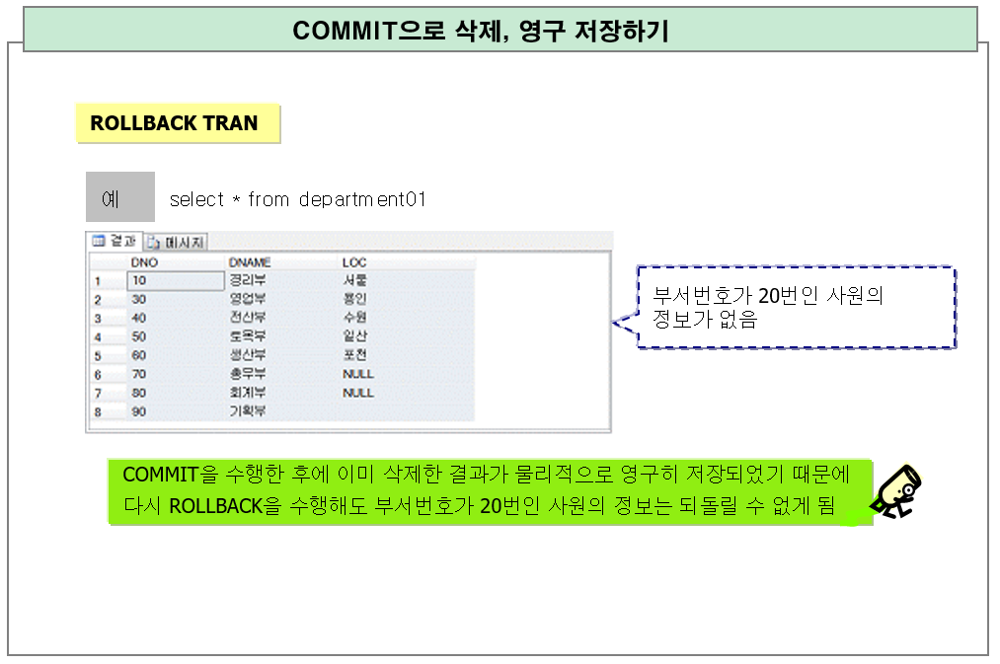 COMMIT으로 삭제, 영구 저장하기
ROLLBACK TRAN
예 select * from department01
결과 메시지
DNO DNAME LOC
1 10 경리부 서울
2 30 영업부 용인
3 40 전산부 수원
4 50 토목부 일산
5 60 생산부 포천
6 70 총무부 NULL
7 80 회계부 NULL
8 90 기획부
부서번호가 20번인 사원의
정보가 없음
COMMIT을 수행한 후에 이미 삭제한 결과가 물리적으로 영구히 저장되었기 때문에
다시 ROLLBACK을 수행해도 부서번호가 20번인 사원의 정보는 되돌릴 수 없게 됨